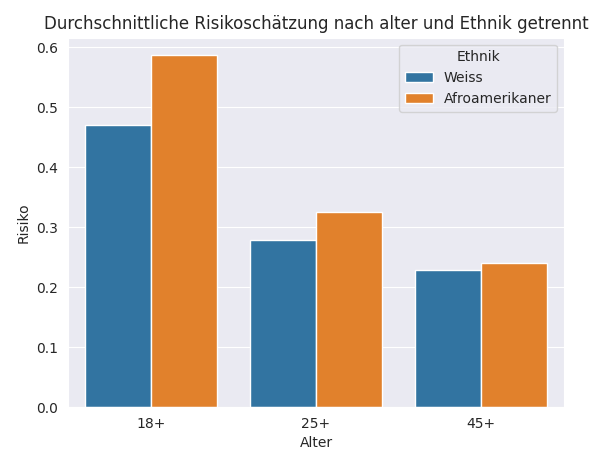 Durchschnittliche Risikoschätzung nach alter und Ethnik getrennt
Ethnik
Weiss
Afroamerikaner
Risiko
0.6
0.5
0.4
0.3
0.2
0.1
0.0
18+
25+
45+
Alter